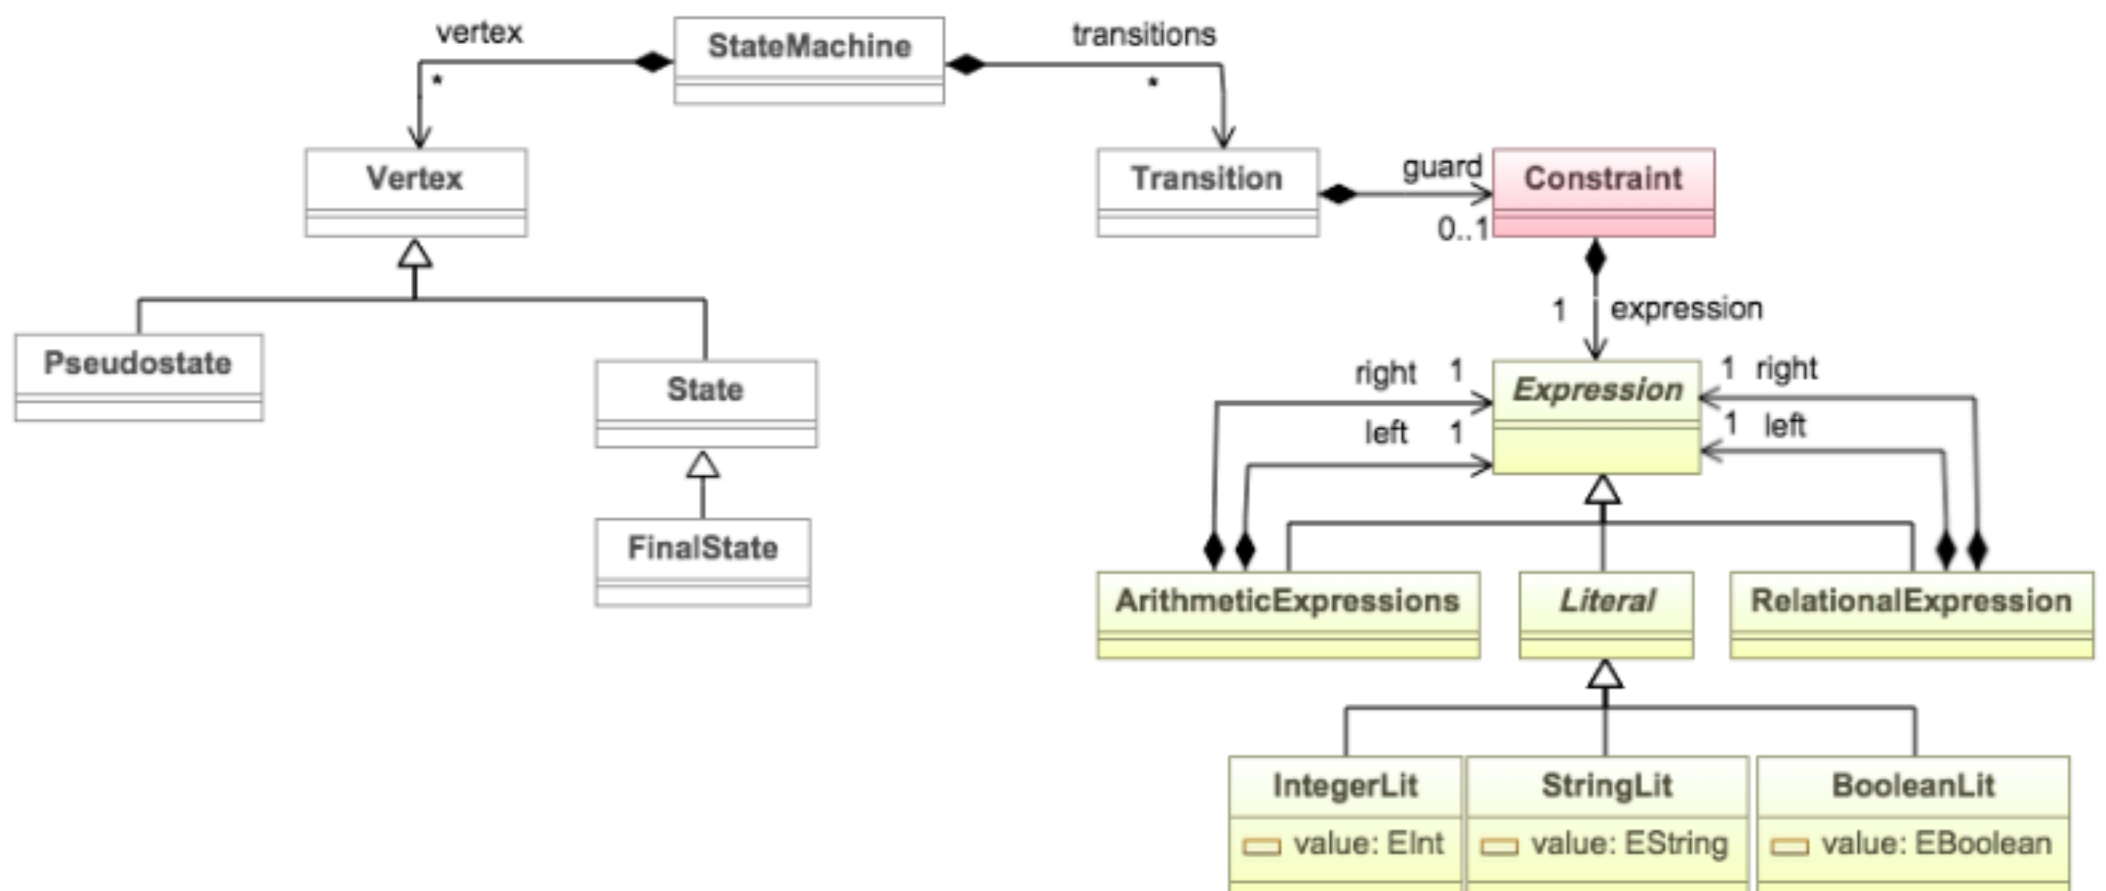 vertex
StateMachine
transitions
*
*
Vertex
Transition
guard
Constraint
0..1
1 expression
Pseudostate
State
right 1
Expression
1 right
left 1
1 left
FinalState
ArithmeticExpressions
Literal
RelationalExpression
IntegerLit
StringLit
BooleanLit
value: EInt
value: EString
value: EBoolean